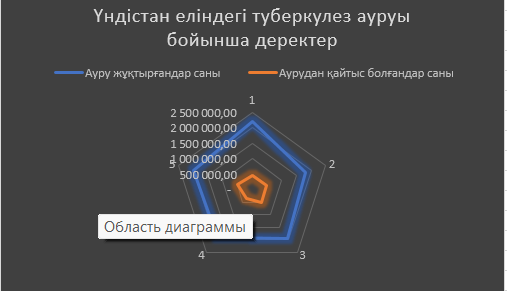 Үндістан еліндегі туберкулез ауруы
бойынша деректер
Ауру жұқтырғандар саны
Аурудан қайтыс болғандар саны
1
2 500 000,00
2 000 000,00
1 500 000,00
5
1 000 000,00
2
500 000,00
-
Область диаграммы
4
3